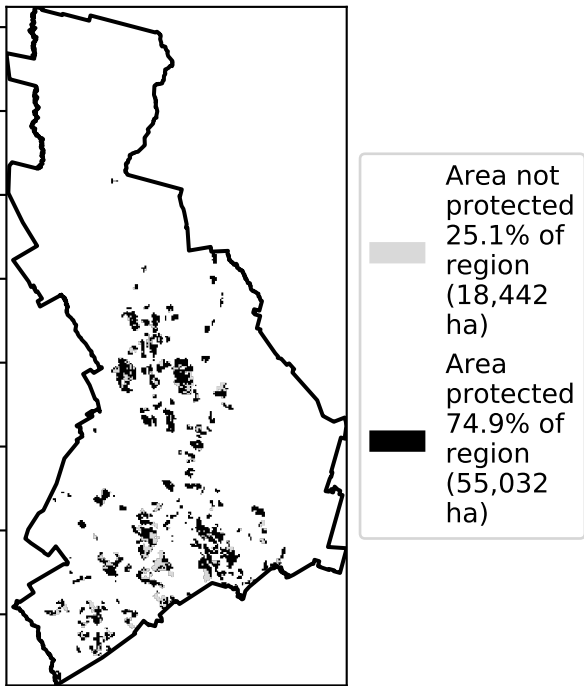 Area not
protected
25.1% of
region
(18,442
ha)
Area
protected
74.9% of
region
(55,032
ha)